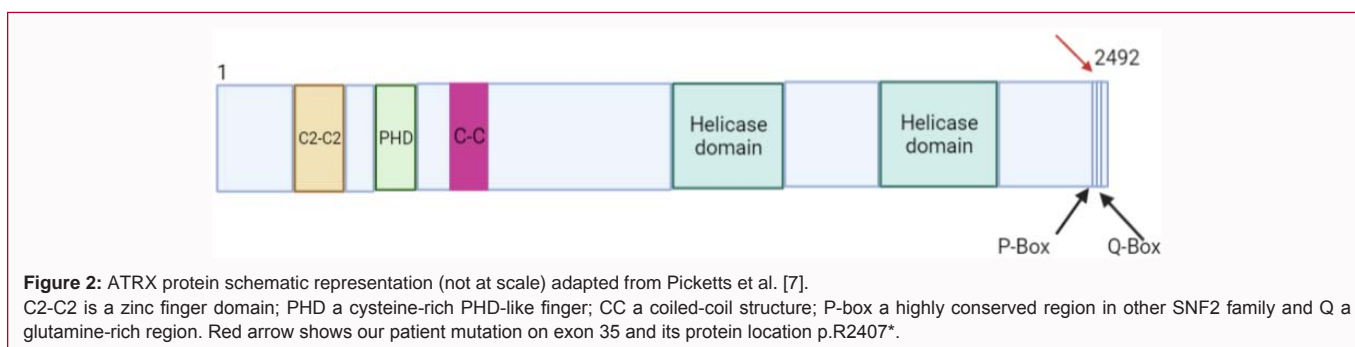 1
2492
C2-C2
PHD
C-C
Helicase
domain
Helicase
domain
P-Box
Q-Box
Figure 2: ATRX protein schematic representation (not at scale) adapted from Picketts et al. [7].
C2-C2 is a zinc finger domain; PHD a cysteine-rich PHD-like finger; CC a coiled-coil structure; P-box a highly conserved region in other SNF2 family and Q a
glutamine-rich region. Red arrow shows our patient mutation on exon 35 and its protein location p.R2407*.